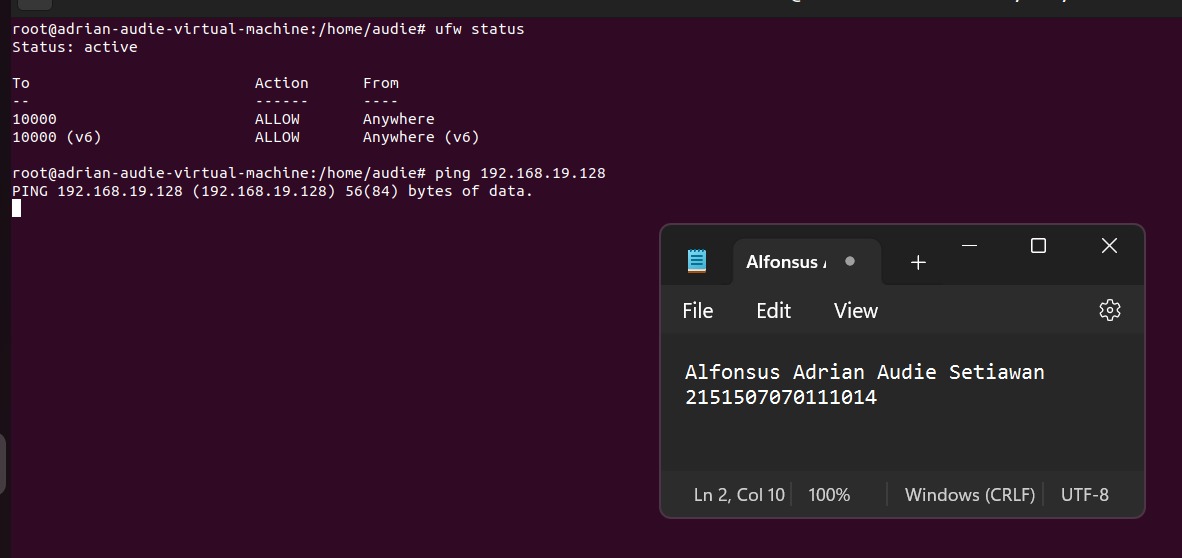 root@adrian-audie-virtual-machine:/home/audie# ufw status
Status: active
To Action From
-- ------ ----
10000 ALLOW Anywhere
10000 (v6) ALLOW Anywhere (v6)
root@adrian-audie-virtual-machine:/home/audie# ping 192.168.19.128
PING 192.168.19.128 (192.168.19.128) 56(84) bytes of data.
Alfonsus
File Edit View
Alfonsus Adrian Audie Setiawan
2151507070111014
Ln 2, Col 10 100% Windows (CRLF) UTF-8